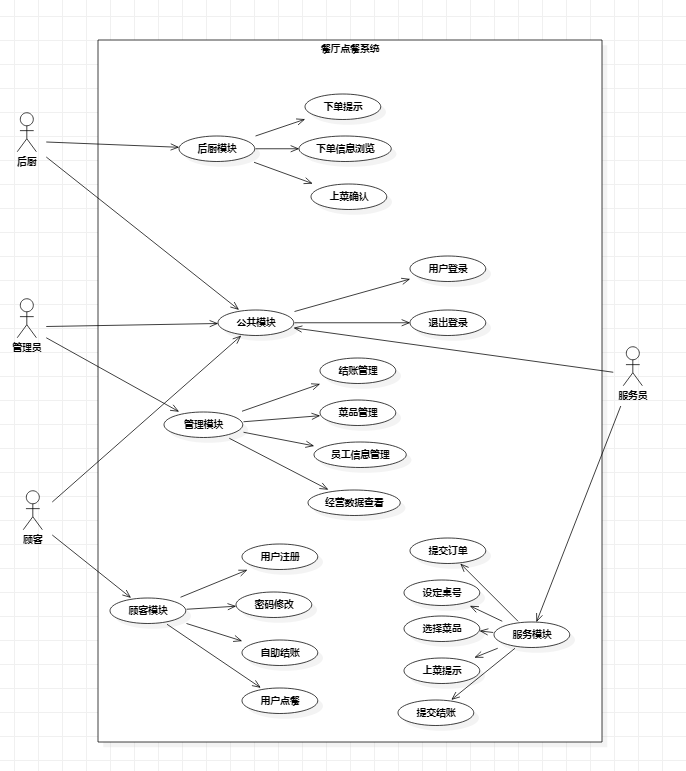 餐厅点餐系统
下单提示
后厨模块
下单信息浏览
后厨
上菜确认
用户登录
公共模块
退出登录
管理员
结账管理
服务员
菜品管理
管理模块
员工信息管理
经营数据查看
顾客
提交订单
用户注册
设定桌号
密码修改
顾客模块
选择菜品
服务模块
自助结账
上菜提示
用户点餐
提交结账